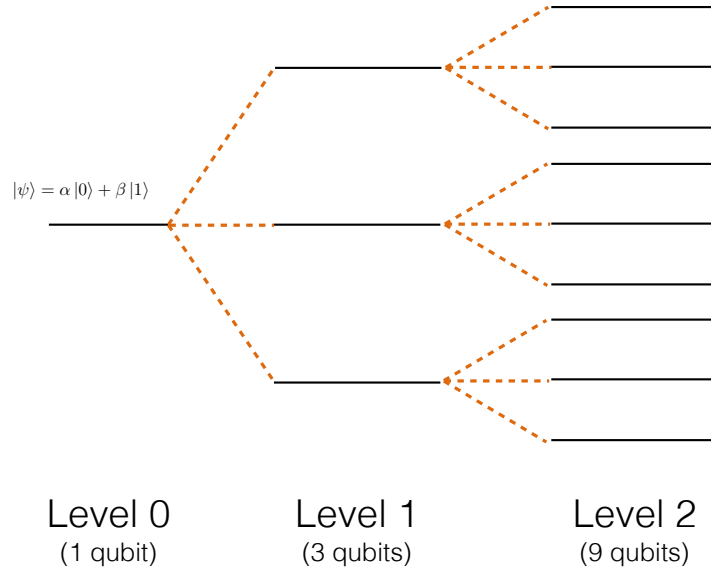 |ψ⟩ = α |0⟩ + β |1⟩
Level 0
(1 qubit)
Level 1
(3 qubits)
Level 2
(9 qubits)